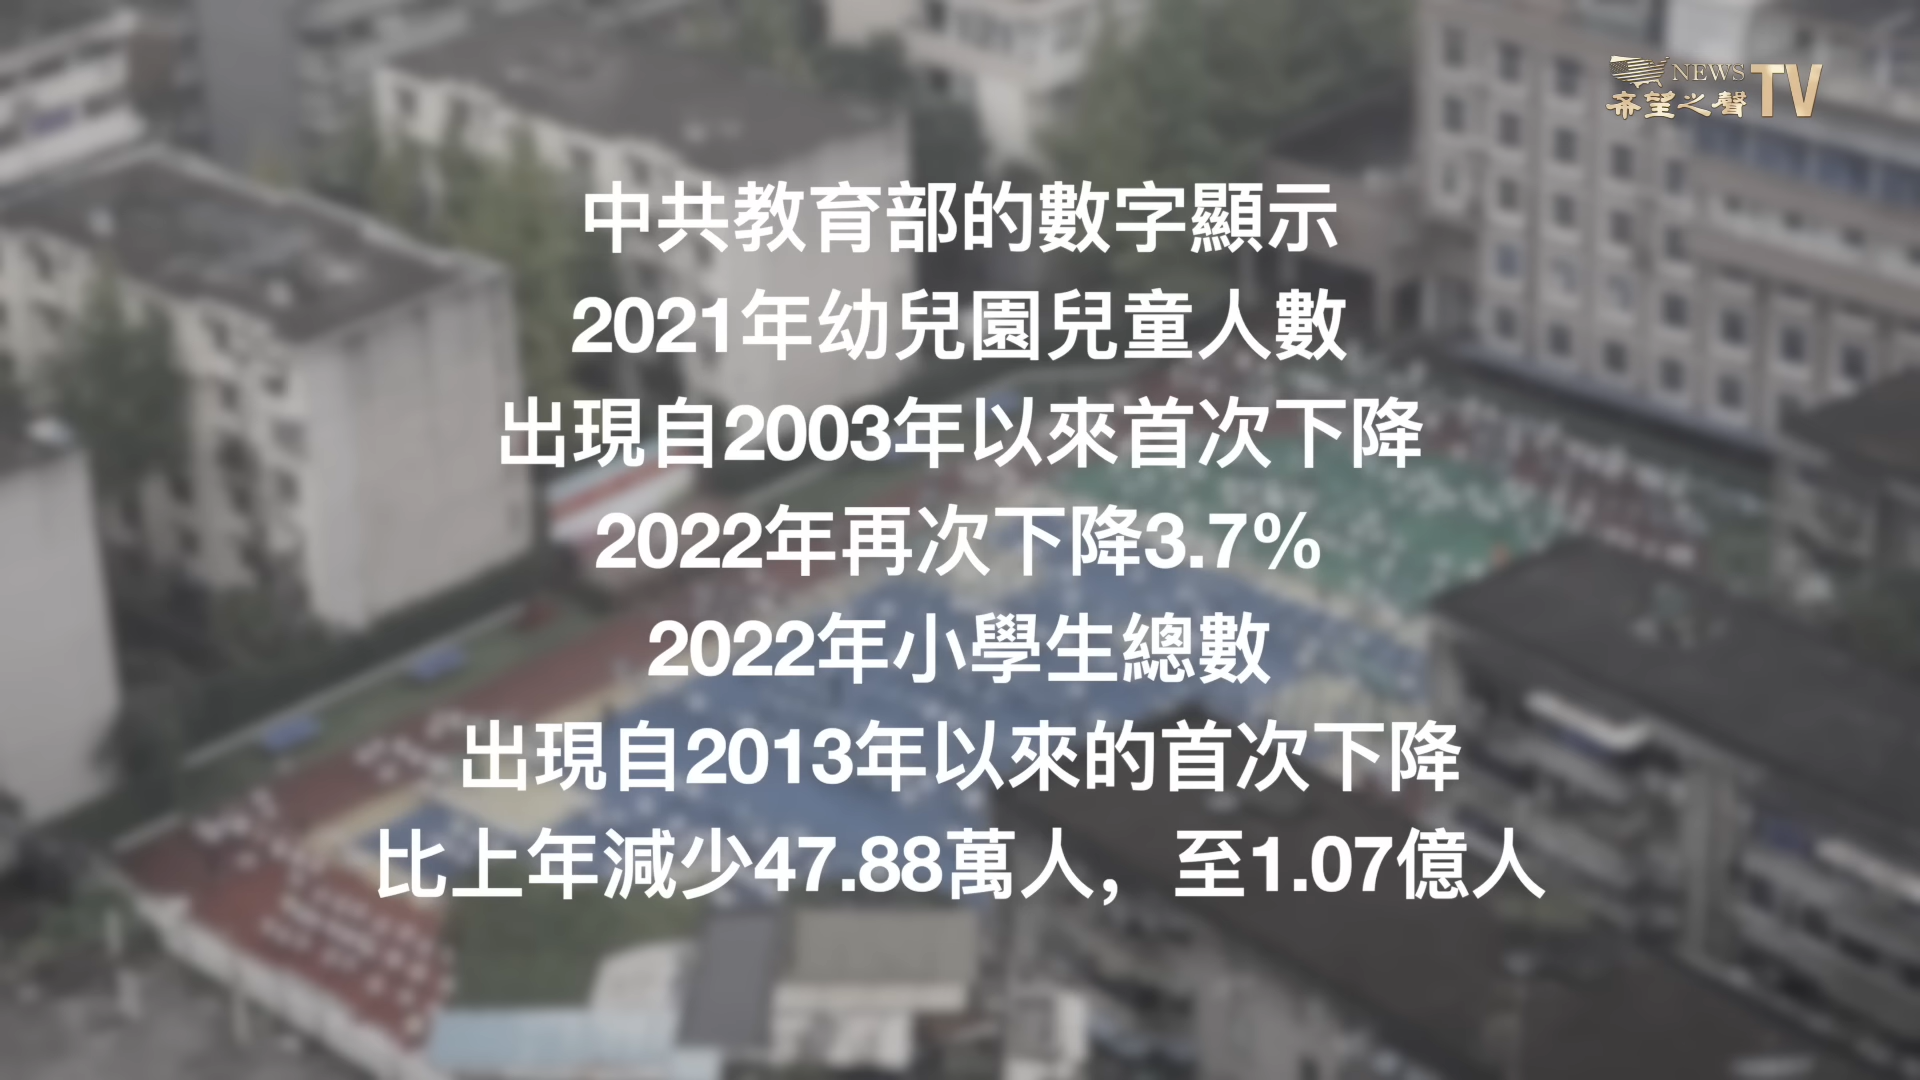 NEWS
希望之聲TV
中共教育部的數字顯示
2021年幼兒園兒童人數
出現自2003年以來首次下降
2022年再次下降3.7%
2022年小學生總數
出現自2013年以來的首次下降
比上年減少47.88萬人，至1.07億人